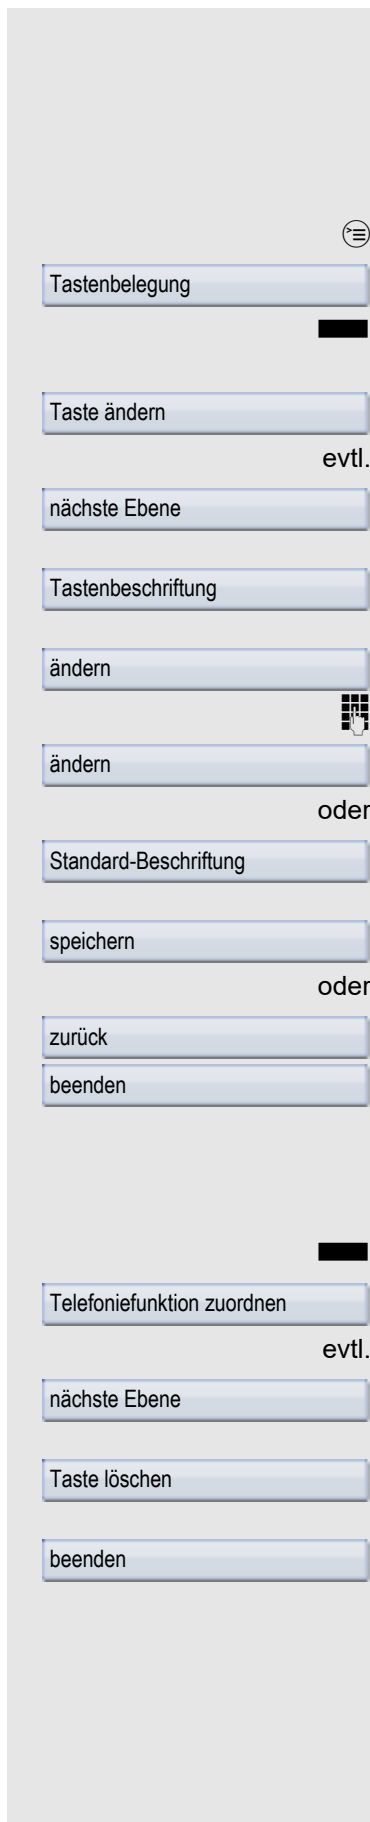 Tastenbelegung
Taste ändern
evtl.
nächste Ebene
Tastenbeschriftung
ändern
ändern
oder
Standard-Beschriftung
speichern
oder
zurück
beenden
Telefoniefunktion zuordnen
evtl.
nächste Ebene
Taste löschen
beenden